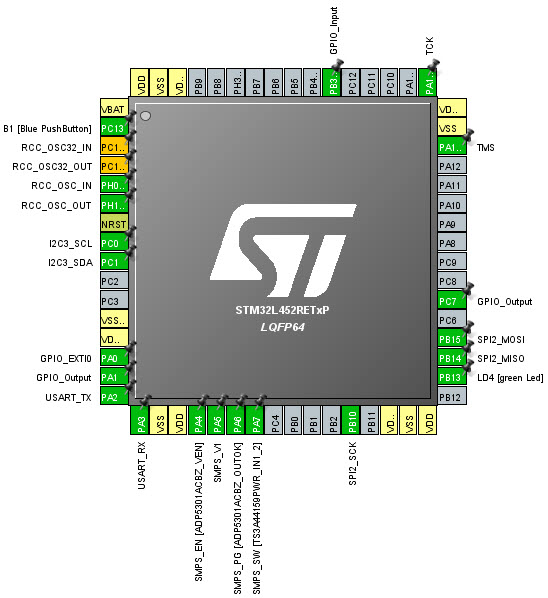 GPIO_Input
TCK
VDD
VSS
VD..
PB9
PB8
PH3..
PB7
PB6
PB5
PB4..
PB3..
PC12
PC11
PC10
PA1..
PA1..
VBAT
B1 [Blue PushButton] PC13
RCC_OSC32_IN PC1..
RCC_OSC32_OUT PC1..
RCC_OSC_IN PH0..
RCC_OSC_OUT PH1..
NRST
I2C3_SCL PC0
I2C3_SDA PC1
PC2
PC3
VSS..
VD..
GPIO_EXTI0 PA0
GPIO_Output PA1
USART_TX PA2
ST
STM32L452RETxP
LQFP64
VD..
VSS
PA1.. TMS
PA12
PA11
PA10
PA9
PA8
PC9
PC8
PC7 GPIO_Output
PC6
PB15 SPI2_MOSI
PB14 SPI2_MISO
PB13 LD4 [green Led]
PB12
PA3
VSS
VDD
PA4
PA5
PA6
PA7
PC4
PB0
PB1
PB2
PB10
PB11
VD..
VSS
VDD
USART_RX
SMPS_EN [ADP5301ACBZ_VEN]
SMPS_V1
SMPS_PG [ADP5301ACBZ_OUTOK]
SMPS_SW [TS3A44159PWR_IN1_2]
SPI2_SCK